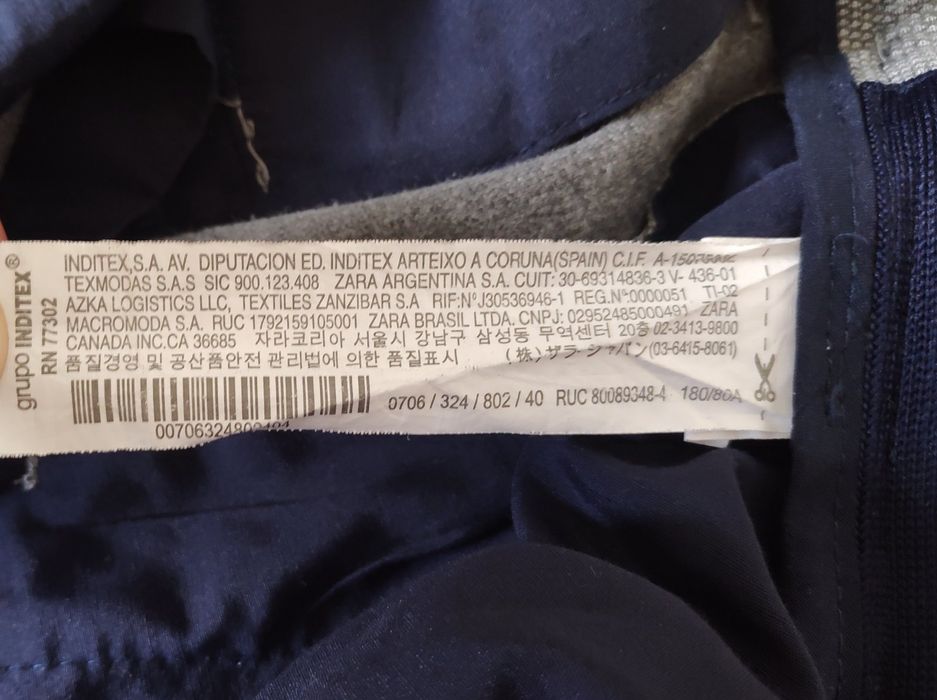 grupo INDITEX®
RN 77302
INDITEX,S.A. AV. DIPUTACION ED. INDITEX ARTEIXO A CORUNA(SPAIN) C.I.F.
TEXMODAS S.A.S SIC 900.123.408 ZARA ARGENTINA S.A. CUIT: 30-69314836-3 V- 436-01
AZKA LOGISTICS LLC, TEXTILES ZANZIBAR S.A RIF:Nº J30536946-1 REG.Nº:0000051 TI-02
MACROMODA S.A. RUC 1792159105001 ZARA BRASIL LTDA. CNPJ: 02952485000491 ZARA
CANADA INC.CA 36685 자라코리아 서울시 강남구 삼성동 무역센터 20층 02-3413-9800
품질경영 및 공산품안전 관리법에 의한 품질표시 (株) ザラ・ジャパン (03-6415-8061)
0706 / 324 / 802 / 40 RUC 80089348-4 180/80A